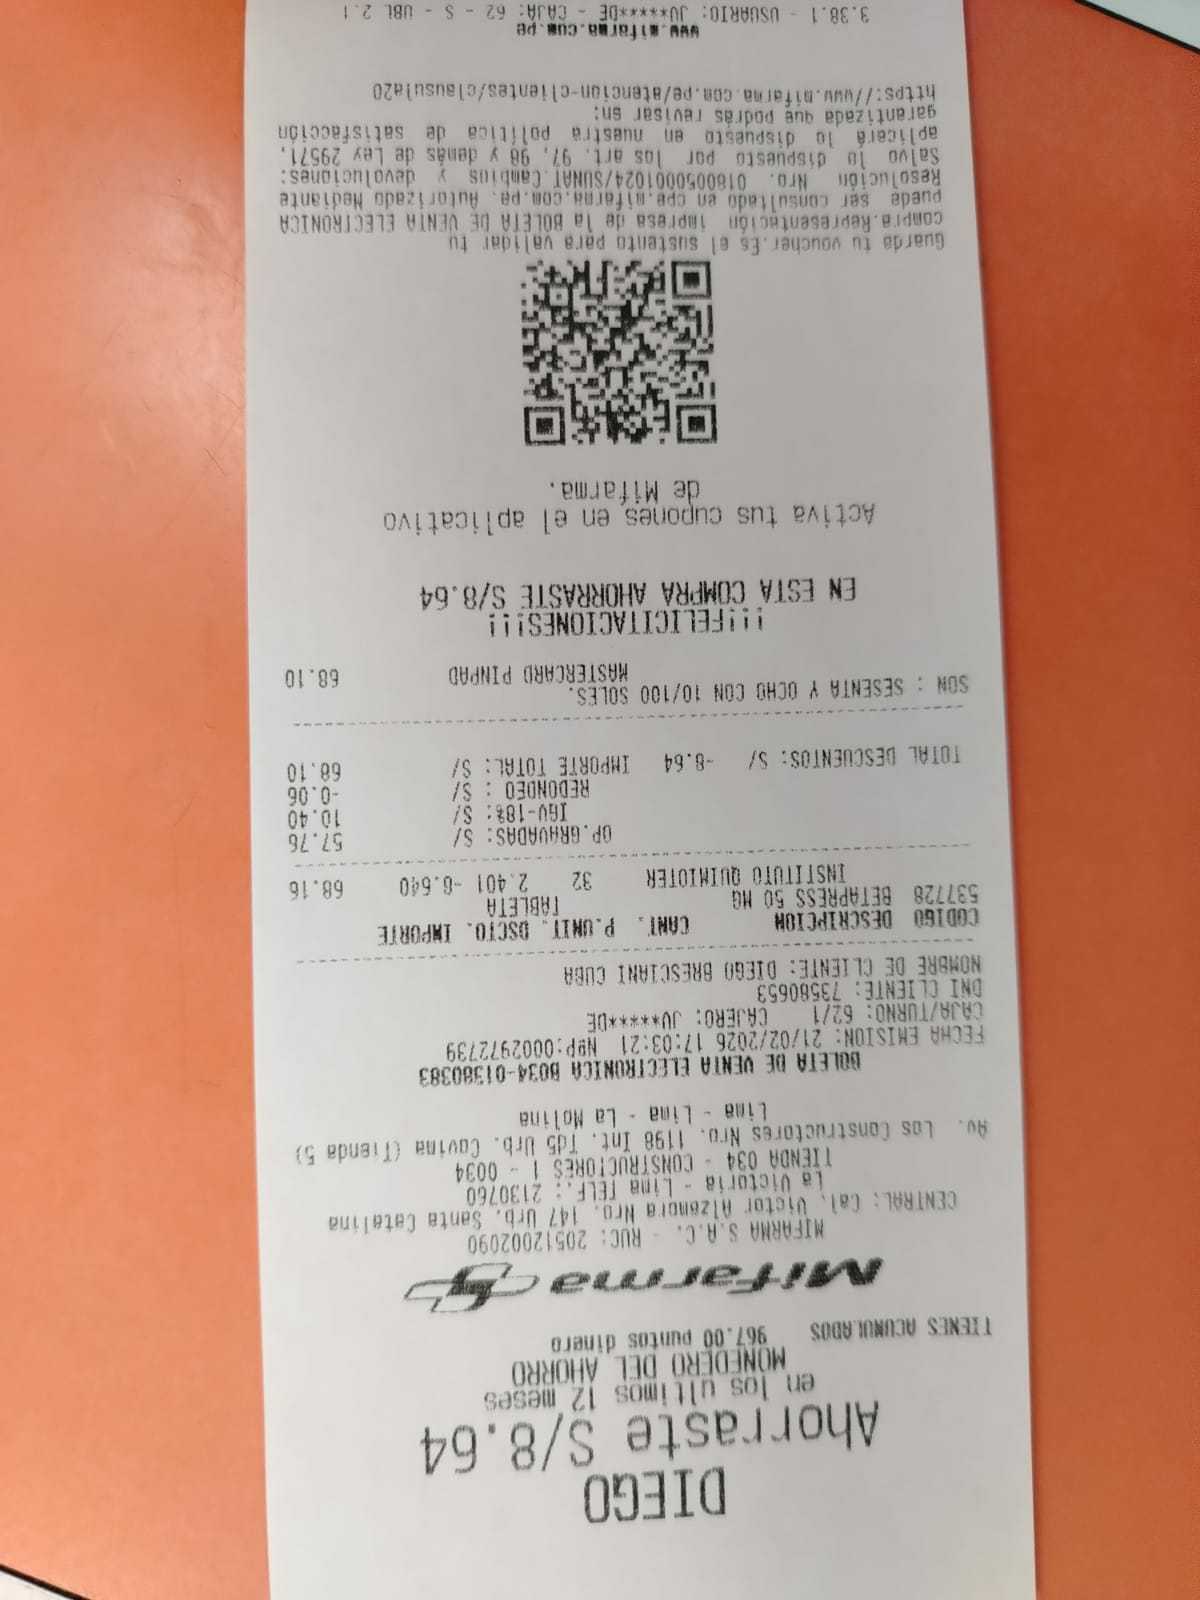 DIEGO
Ahorraste S/8.64
en los ultimos 12 meses
MONEDERO DEL AHORRO
TIENES ACUMULADOS 967.00 puntos dinero
Mifarma
MIFARMA S.A.C. - RUC: 20512002090
CENTRAL: Cal. Victor Alzamora Nro. 147 Urb. Santa Catalina
La Victoria - Lima TELF.: 2130760
TIENDA 034 - CONSTRUCTORES 1 - 0034
Av. Los Constructores Nro. 1198 Int. Td5 Urb. Covima (Tienda 5)
Lima - Lima - La Molina
BOLETA DE VENTA ELECTRONICA B034-01380383
FECHA EMISION: 21/02/2026 17:03:21 NºP:0002972739
CAJA/TURNO: 62/1 CAJERO: JV*****DE
DNI CLIENTE: 73580653
NOMBRE DE CLIENTE: DIEGO BRESCIANI CUBA
CODIGO DESCRIPCION CANT. P.UNIT. DSCTO. IMPORTE
537728 BETAPRESS 50 MG TABLETA
INSTITUTO QUIMIOTER 32 2.401 -8.640 68.16
OP.GRAVADAS: S/ 57.76
IGV-18%: S/ 10.40
REDONDEO : S/ -0.06
TOTAL DESCUENTOS: S/ -8.64 IMPORTE TOTAL: S/ 68.10
SON : SESENTA Y OCHO CON 10/100 SOLES.
MASTERCARD PINPAD 68.10
!!!FELICITACIONES!!!
EN ESTA COMPRA AHORRASTE S/8.64
Activa tus cupones en el aplicativo
de Mifarma.
Guarda tu voucher.Es el sustento para validar tu
compra.Representación impresa de la BOLETA DE VENTA ELECTRONICA
puede ser consultado en cpe.mifarma.com.pe. Autorizado Mediante
Resolución Nro. 0180050001024/SUNAT.Cambios y devoluciones:
Salvo lo dispuesto por los art. 97, 98 y demás de Ley 29571,
aplicará lo dispuesto en nuestra política de satisfacción
garantizada que podrás revisar en:
https://www.mifarma.com.pe/atencion-clientes/clausula20
www.mifarma.com.pe
3.38.1 - USUARIO: JV*****DE - CAJA: 62 - S - UBL 2.1